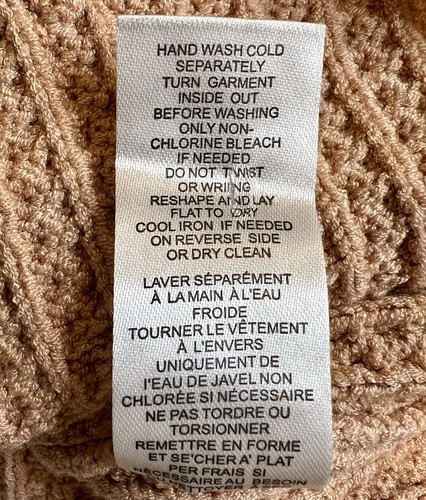 HAND WASH COLD
SEPARATELY
TURN GARMENT
INSIDE OUT
BEFORE WASHING
ONLY NON-
CHLORINE BLEACH
IF NEEDED
DO NOT TWIST
OR WRING
RESHAPE AND LAY
FLAT TO DRY
COOL IRON IF NEEDED
ON REVERSE SIDE
OR DRY CLEAN
LAVER SÉPARÉMENT
À LA MAIN À L'EAU
FROIDE
TOURNER LE VÊTEMENT
À L'ENVERS
UNIQUEMENT DE
I'EAU DE JAVEL NON
CHLORÉE SI NÉCESSAIRE
NE PAS TORDRE OU
TORSIONNER
REMETTRE EN FORME
ET SE'CHER A' PLAT
PER FRAIS SI
NÉCESSAIRE AU BESOIN